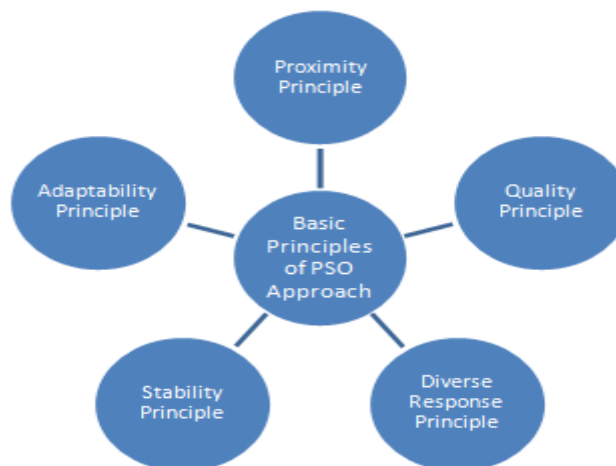 Proximity
Principle
Adaptability
Principle
Quality
Principle
Basic
Principles
of PSO
Approach
Stability
Principle
Diverse
Response
Principle